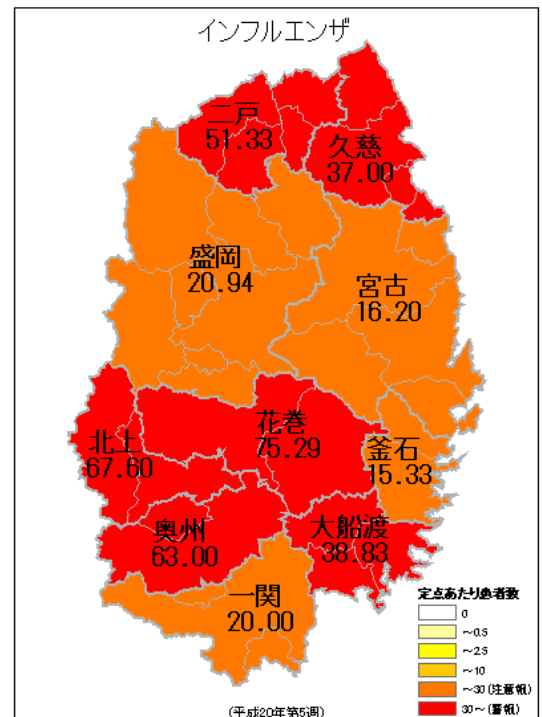 インフルエンザ
二戸
51.33
久慈
37.00
盛岡
20.94
宮古
16.20
花巻
75.29
北上
67.60
釜石
15.33
奥州
63.00
大船渡
38.83
一関
20.00
定点あたり患者数
0
～0.5
～2.5
～10
～30(注意報)
30～(警報)
(平成20年第5週)